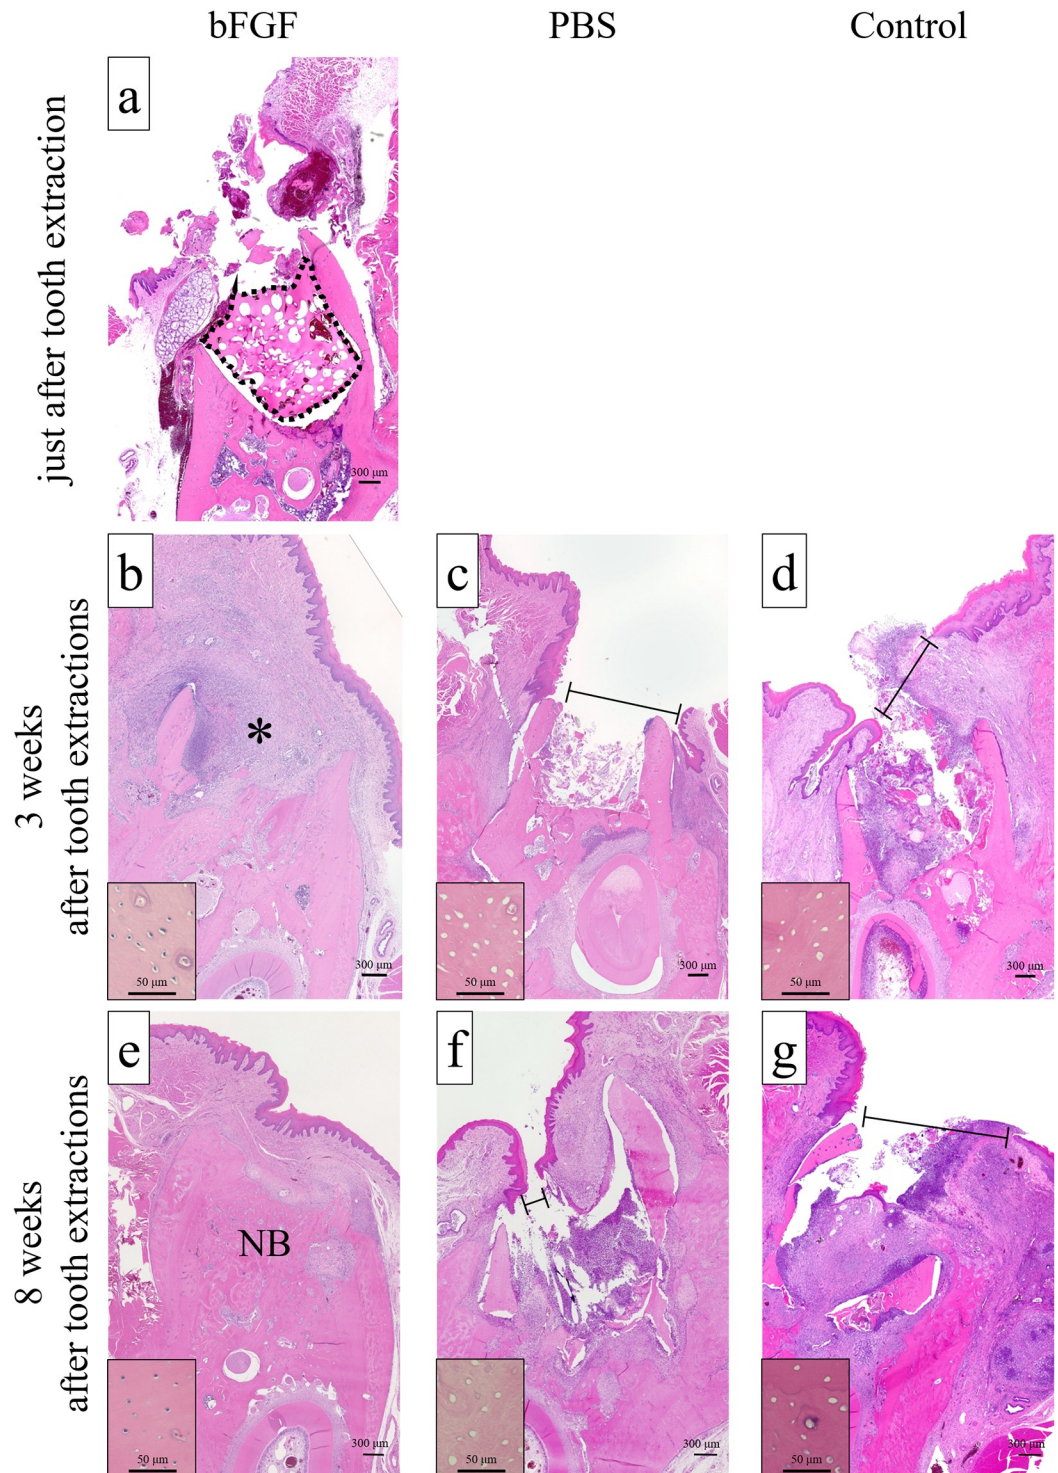 bFGF PBS Control
just after tooth extraction
a
300 μm
3 weeks
after tooth extractions
b
*
50 μm
300 μm
c
50 μm
300 μm
d
50 μm
300 μm
8 weeks
after tooth extractions
e
NB
50 μm
300 μm
f
50 μm
300 μm
g
50 μm
300 μm